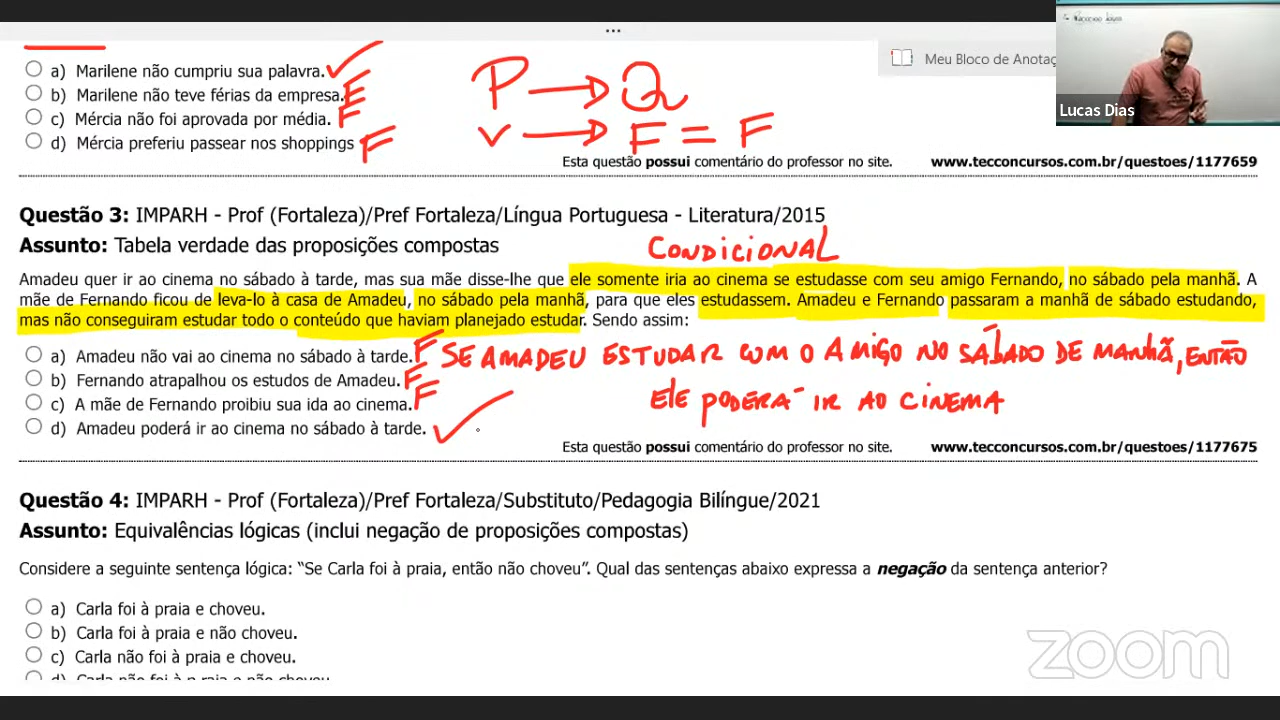 a) Marilene não cumpriu sua palavra.
b) Marilene não teve férias da empresa. F
c) Mércia não foi aprovada por média. F
d) Mércia preferiu passear nos shoppings F
P → Q
V → F = F
Meu Bloco de Anotaç
Lucas Dias
Esta questão possui comentário do professor no site. www.tecconcursos.com.br/questoes/1177659
Questão 3: IMPARH - Prof (Fortaleza)/Pref Fortaleza/Língua Portuguesa - Literatura/2015
Assunto: Tabela verdade das proposições compostas
CONDICIONAL
Amadeu quer ir ao cinema no sábado à tarde, mas sua mãe disse-lhe que ele somente iria ao cinema se estudasse com seu amigo Fernando, no sábado pela manhã. A
mãe de Fernando ficou de leva-lo à casa de Amadeu, no sábado pela manhã, para que eles estudassem. Amadeu e Fernando passaram a manhã de sábado estudando,
mas não conseguiram estudar todo o conteúdo que haviam planejado estudar. Sendo assim:
a) Amadeu não vai ao cinema no sábado à tarde. F
b) Fernando atrapalhou os estudos de Amadeu. F
c) A mãe de Fernando proibiu sua ida ao cinema. F
d) Amadeu poderá ir ao cinema no sábado à tarde.
SE AMADEU ESTUDAR COM O AMIGO NO SÁBADO DE MANHÃ, ENTÃO
ELE PODERÁ IR AO CINEMA
Esta questão possui comentário do professor no site. www.tecconcursos.com.br/questoes/1177675
Questão 4: IMPARH - Prof (Fortaleza)/Pref Fortaleza/Substituto/Pedagogia Bilíngue/2021
Assunto: Equivalências lógicas (inclui negação de proposições compostas)
Considere a seguinte sentença lógica: “Se Carla foi à praia, então não choveu”. Qual das sentenças abaixo expressa a negação da sentença anterior?
a) Carla foi à praia e choveu.
b) Carla foi à praia e não choveu.
c) Carla não foi à praia e choveu.
d) Carla não foi à praia e não choveu
zoom